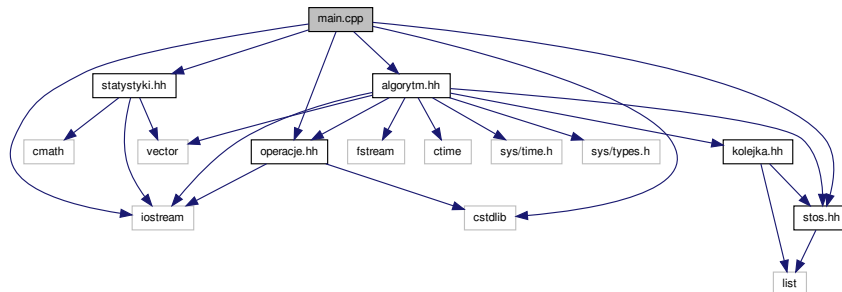 main.cpp
statystyki.hh
algorytm.hh
cmath
vector
operacje.hh
fstream
ctime
sys/time.h
sys/types.h
kolejka.hh
iostream
cstdlib
stos.hh
list